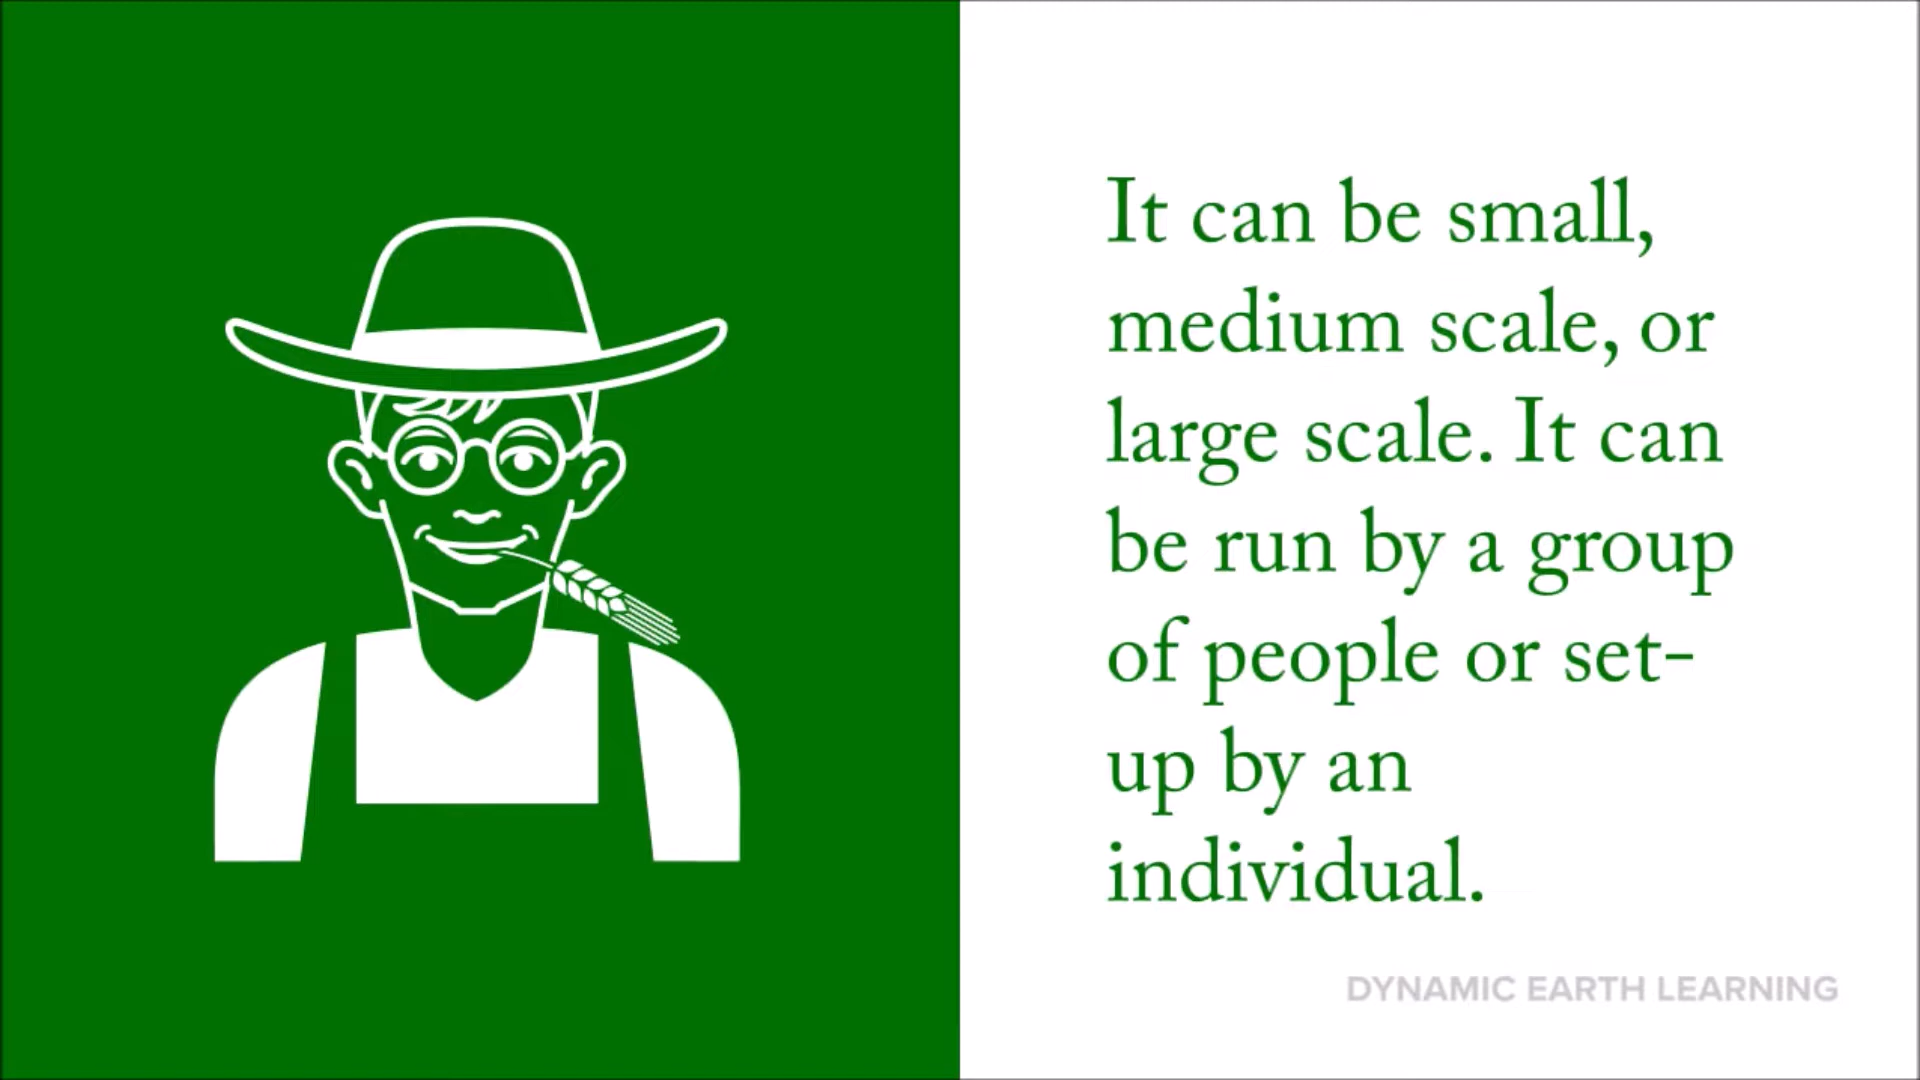 It can be small,
medium scale, or
large scale. It can
be run by a group
of people or set-
up by an
individual.
DYNAMIC EARTH LEARNING